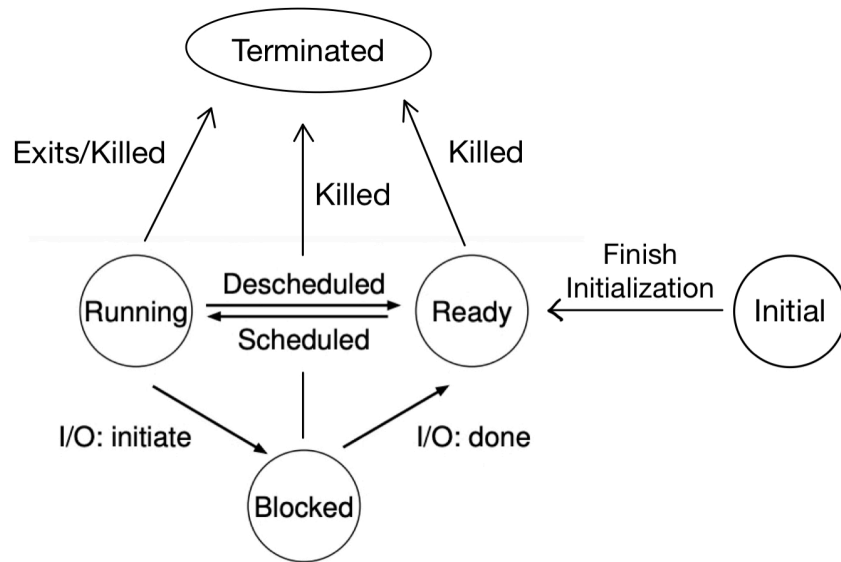 Terminated
Exits/Killed
Killed
Killed
Running
Descheduled
Scheduled
Ready
Finish
Initialization
Initial
I/O: initiate
I/O: done
Blocked